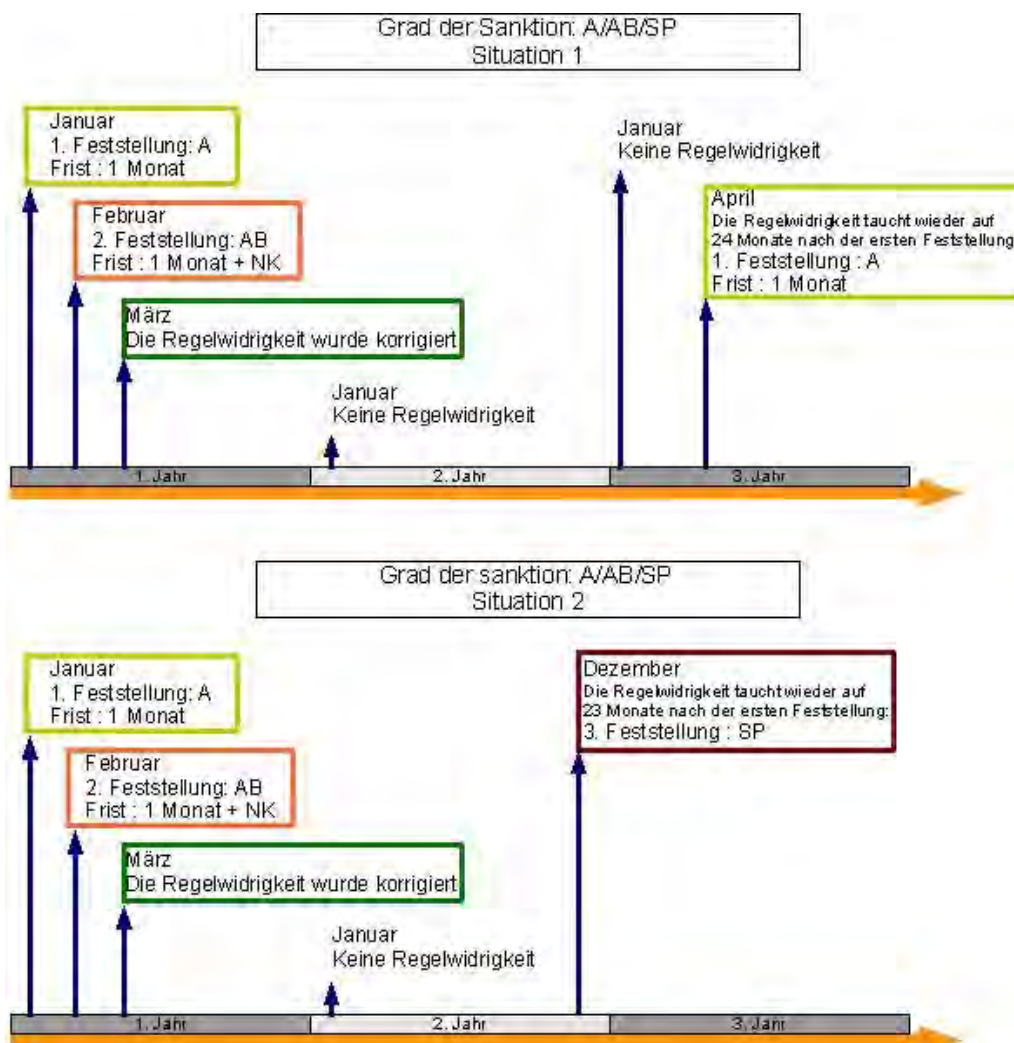 Grad der Sanktion: A/AB/SP
Situation 1
Januar
1. Feststellung: A
Frist : 1 Monat
Februar
2. Feststellung: AB
Frist : 1 Monat + NK
März
Die Regelwidrigkeit wurde korrigiert
Januar
Keine Regelwidrigkeit
Januar
Keine Regelwidrigkeit
April
Die Regelwidrigkeit taucht wieder auf
24 Monate nach der ersten Feststellung
1. Feststellung : A
Frist : 1 Monat
1. Jahr
2. Jahr
3. Jahr
Grad der sanktion: A/AB/SP
Situation 2
Januar
1. Feststellung: A
Frist : 1 Monat
Februar
2. Feststellung: AB
Frist : 1 Monat + NK
März
Die Regelwidrigkeit wurde korrigiert
Januar
Keine Regelwidrigkeit
Dezember
Die Regelwidrigkeit taucht wieder auf
23 Monate nach der ersten Feststellung:
3. Feststellung : SP
1. Jahr
2. Jahr
3. Jahr